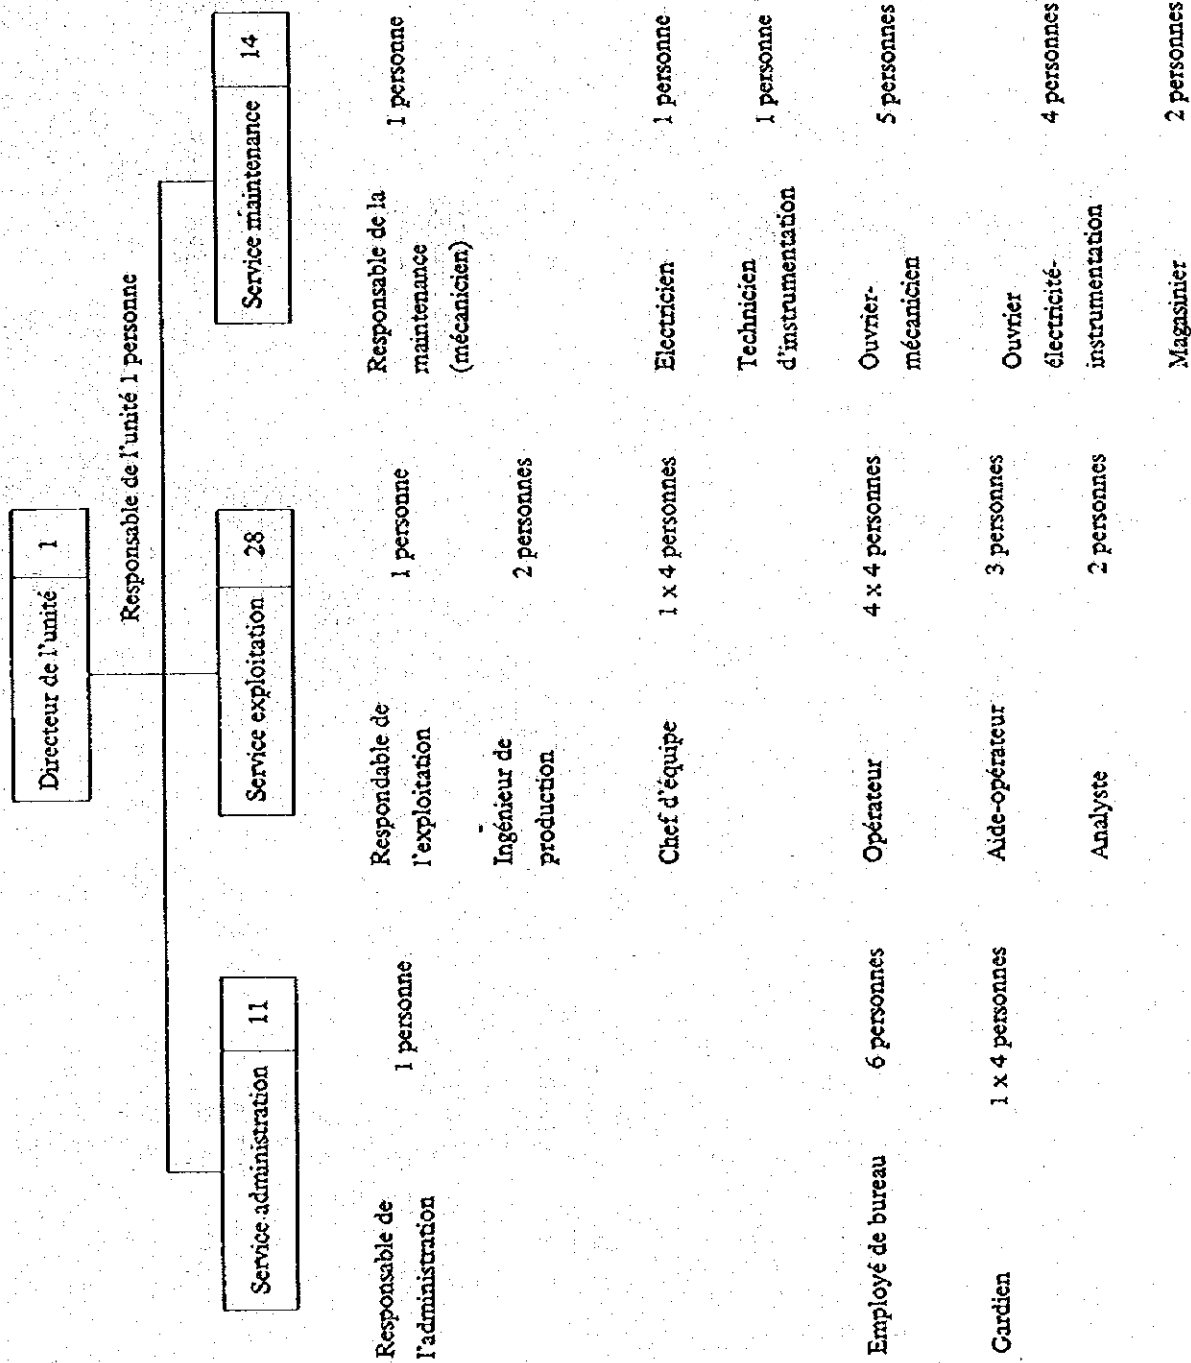 Directeur de l'unité 1
Responsable de l'unité 1 personne
Service administration 11
Service exploitation 28
Service maintenance 14
Responsable de
l'administration
1 personne
Employé de bureau 6 personnes
Gardien 1 x 4 personnes
Respondable de
l'exploitation
1 personne
Ingénieur de
production
2 personnes
Chef d'équipe 1 x 4 personnes
Opérateur 4 x 4 personnes
Aide-opérateur 3 personnes
Analyste 2 personnes
Responsable de la
maintenance
(mécanicien)
1 personne
Electricien 1 personne
Technicien
d'instrumentation
1 personne
Ouvrier-
mécanicien
5 personnes
Ouvrier
électricité-
instrumentation
4 personnes
Magasinier 2 personnes